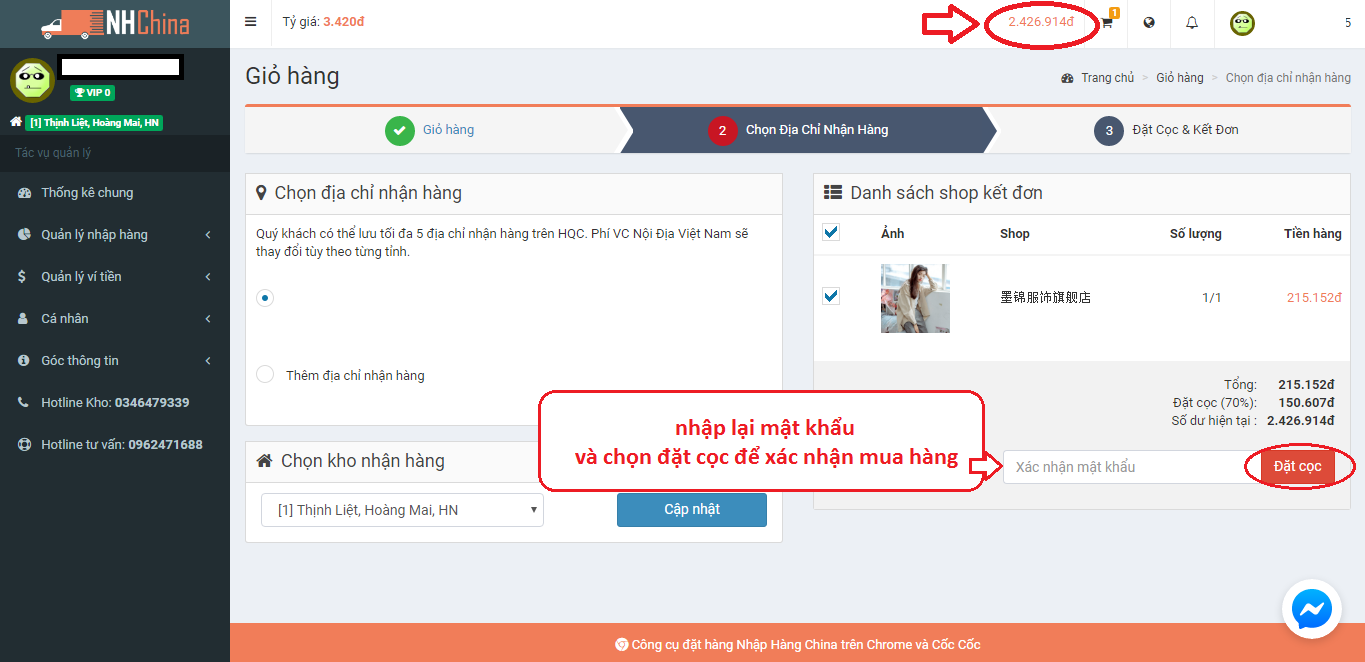 NHChina
Tỷ giá: 3.420đ
2.426.914đ
1
5
VIP 0
[1] Thịnh Liệt, Hoàng Mai, HN
Tác vụ quản lý
Thống kê chung
Quản lý nhập hàng
Quản lý ví tiền
Cá nhân
Góc thông tin
Hotline Kho: 0346479339
Hotline tư vấn: 0962471688
Giỏ hàng
Trang chủ > Giỏ hàng > Chọn địa chỉ nhận hàng
Giỏ hàng
2 Chọn Địa Chỉ Nhận Hàng
3 Đặt Cọc & Kết Đơn
Chọn địa chỉ nhận hàng
Quý khách có thể lưu tối đa 5 địa chỉ nhận hàng trên HQC. Phí VC Nội Địa Việt Nam sẽ
thay đổi tùy theo từng tỉnh.
Thêm địa chỉ nhận hàng
Chọn kho nhận hàng
[1] Thịnh Liệt, Hoàng Mai, HN
Cập nhật
Danh sách shop kết đơn
Ảnh Shop Số lượng Tiền hàng
墨锦服饰旗舰店 1/1 215.152đ
Tổng: 215.152đ
Đặt cọc (70%): 150.607đ
Số dư hiện tại : 2.426.914đ
nhập lại mật khẩu
và chọn đặt cọc để xác nhận mua hàng
Xác nhận mật khẩu
Đặt cọc
Công cụ đặt hàng Nhập Hàng China trên Chrome và Cốc Cốc